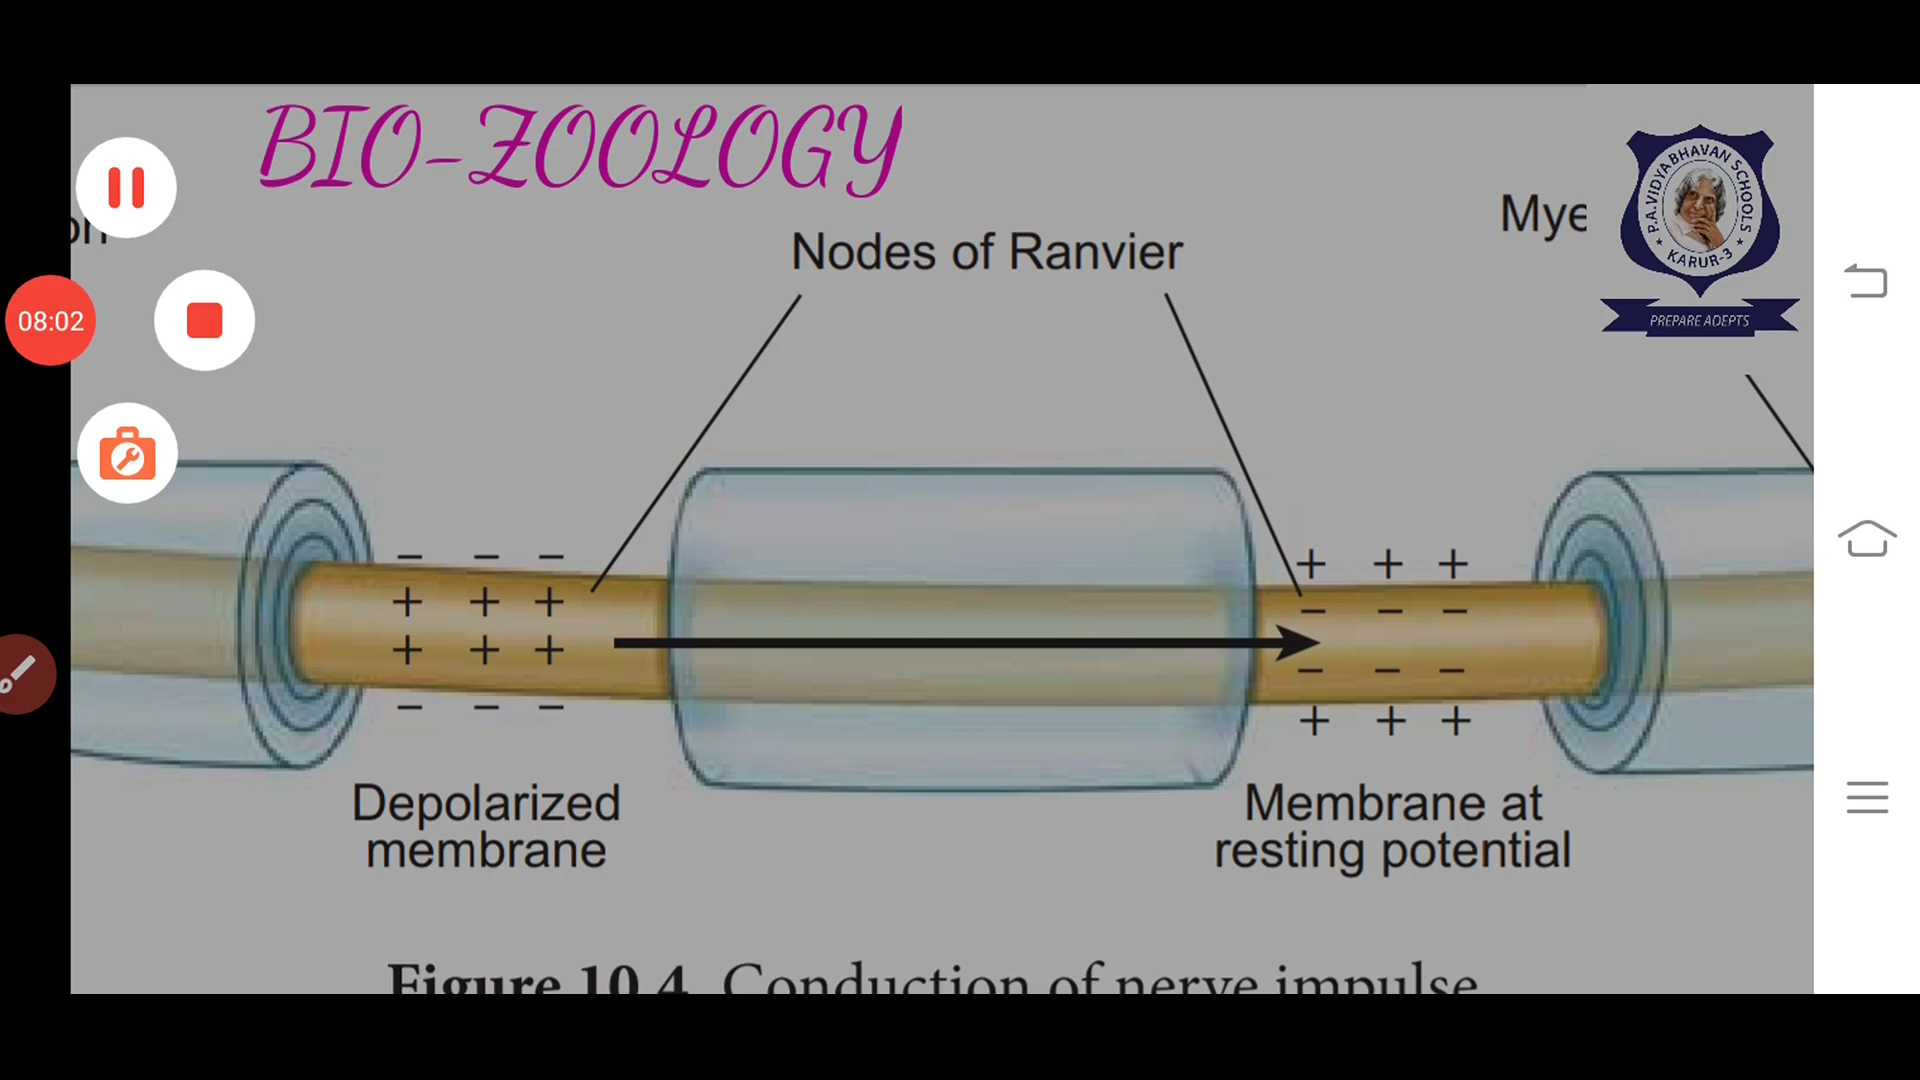 BIO-ZOOLOGY
on
Mye
P.A.VIDYA BHAVAN SCHOOLS
KARUR-3
PREPARE ADEPTS
Nodes of Ranvier
08:02
− − −
+ + +
+ + +
− − −
+ + +
− − −
− − −
+ + +
Depolarized
membrane
Membrane at
resting potential
Figure 10.4 Conduction of nerve impulse